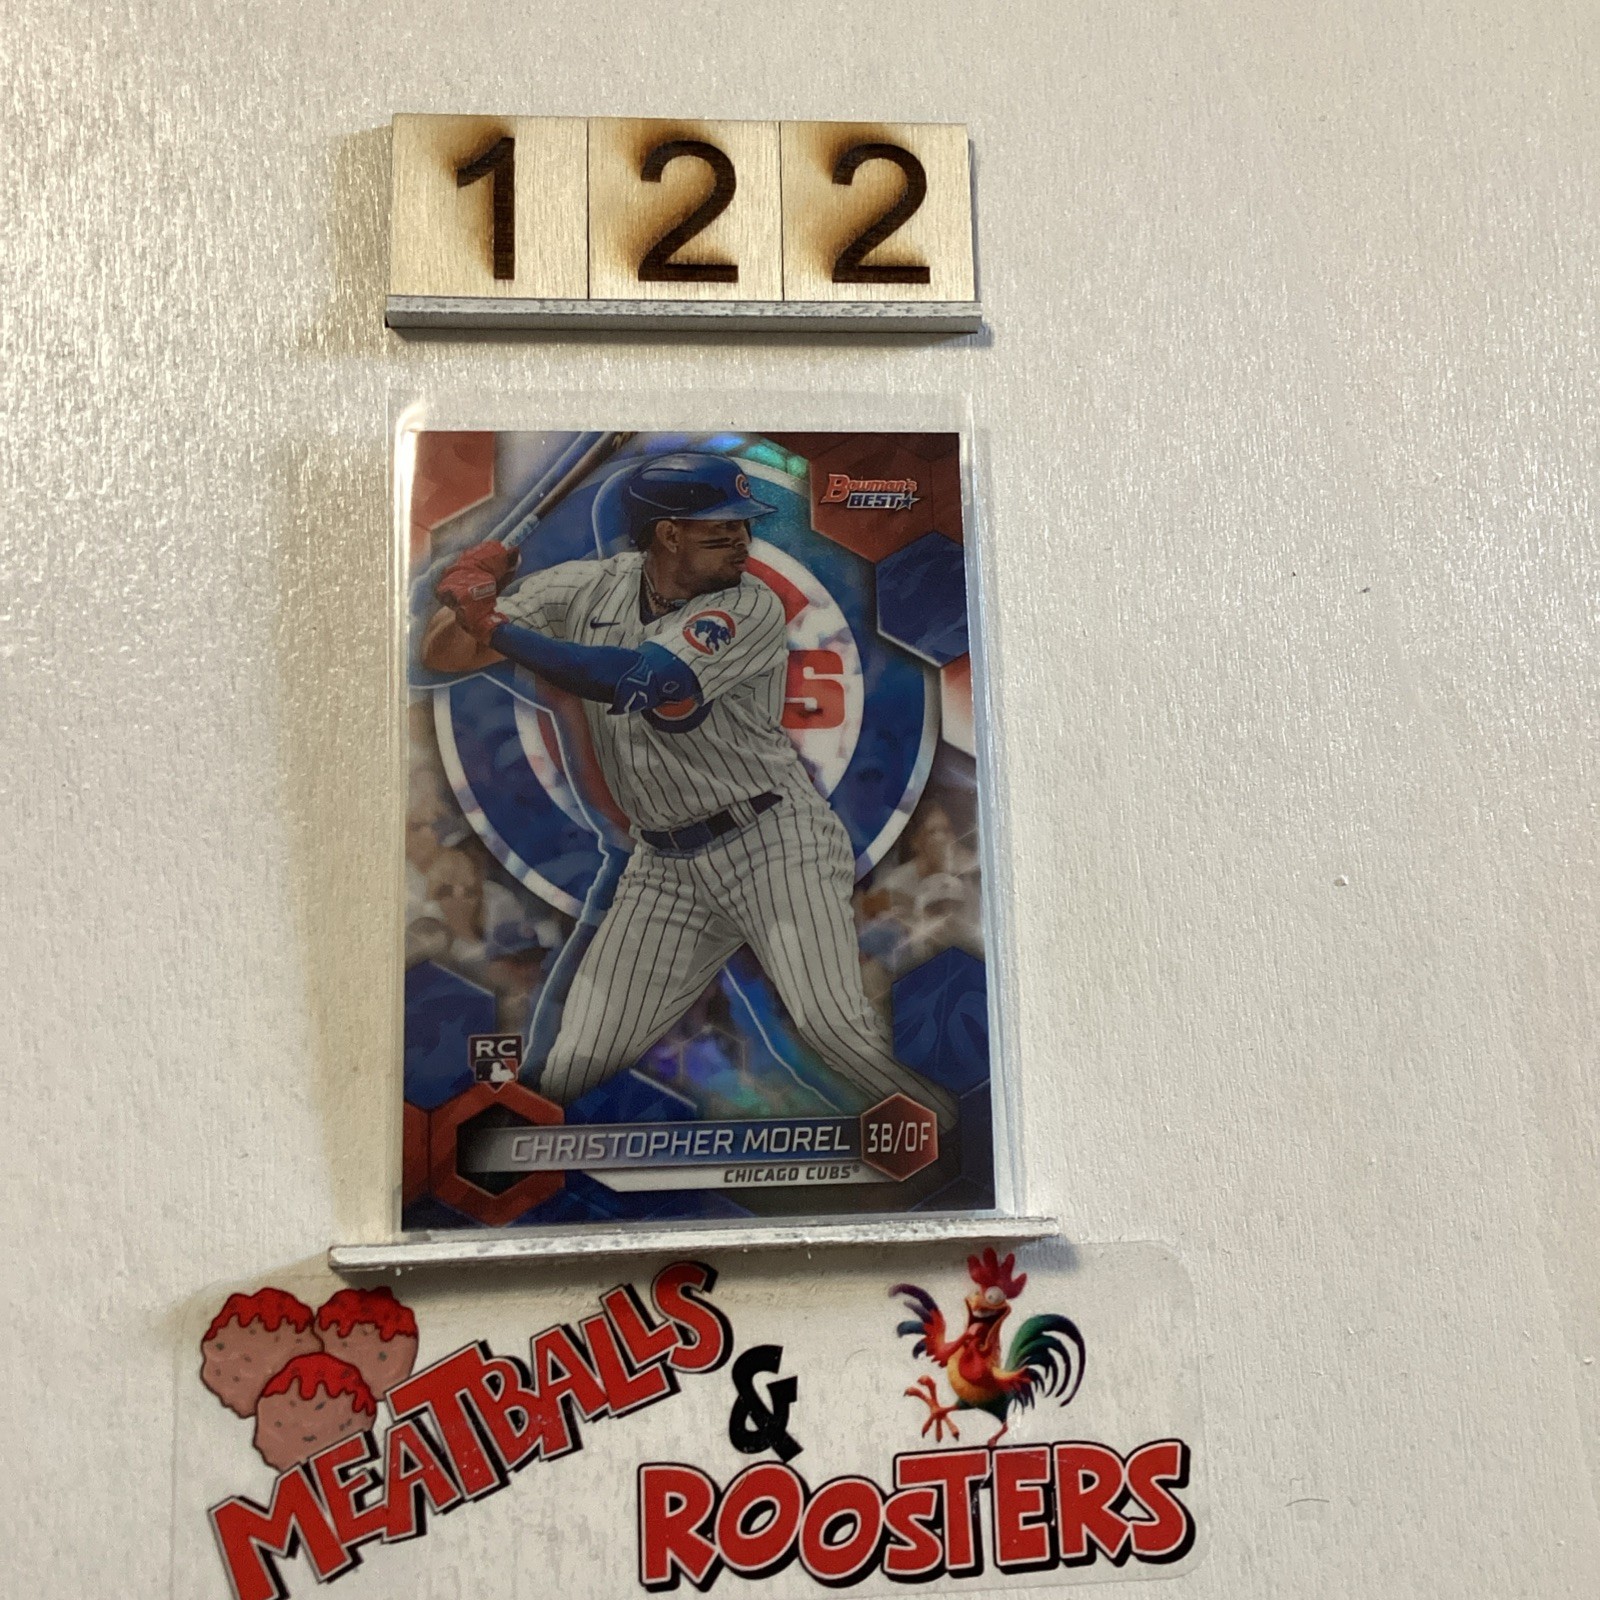 122
Bowman's
BEST
C
S
RC
CHRISTOPHER MOREL
3B/OF
CHICAGO CUBS®
MEATBALLS
&
ROOSTERS